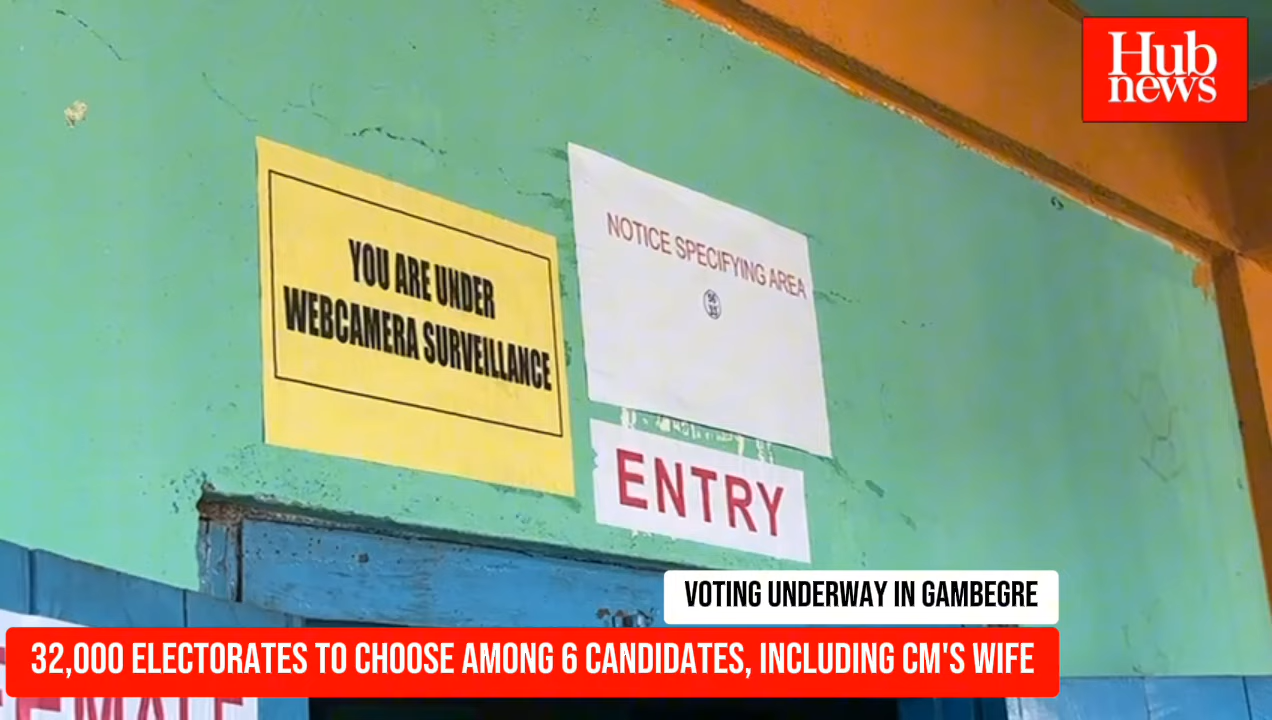 Hub
news
YOU ARE UNDER
WEBCAMERA SURVEILLANCE
NOTICE SPECIFYING AREA
ENTRY
VOTING UNDERWAY IN GAMBEGRE
32,000 ELECTORATES TO CHOOSE AMONG 6 CANDIDATES, INCLUDING CM'S WIFE
FEMALE